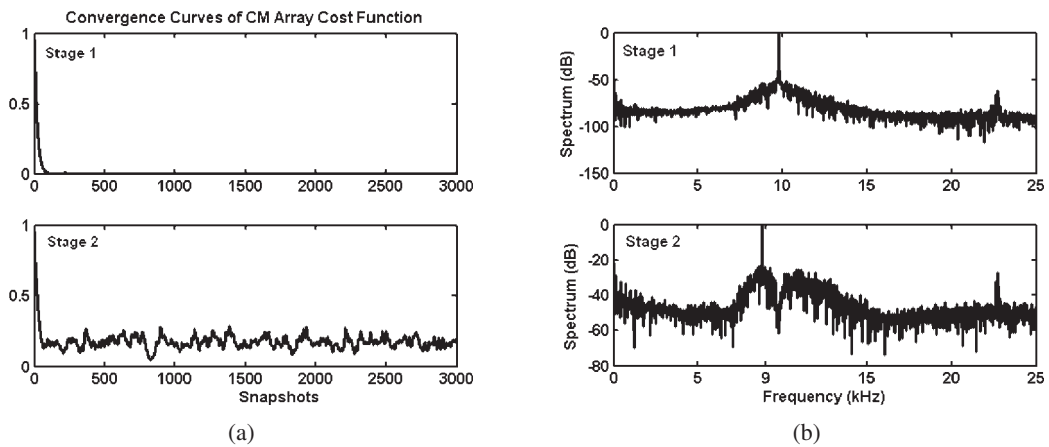 Convergence Curves of CM Array Cost Function
Stage 1
1
0.5
0
0 500 1000 1500 2000 2500 3000
Stage 2
1
0.5
0
0 500 1000 1500 2000 2500 3000
Snapshots
(a)
Stage 1
Spectrum (dB)
0
-50
-100
-150
0 5 10 15 20 25
Stage 2
Spectrum (dB)
0
-20
-40
-60
-80
0 5 9 15 20 25
Frequency (kHz)
(b)